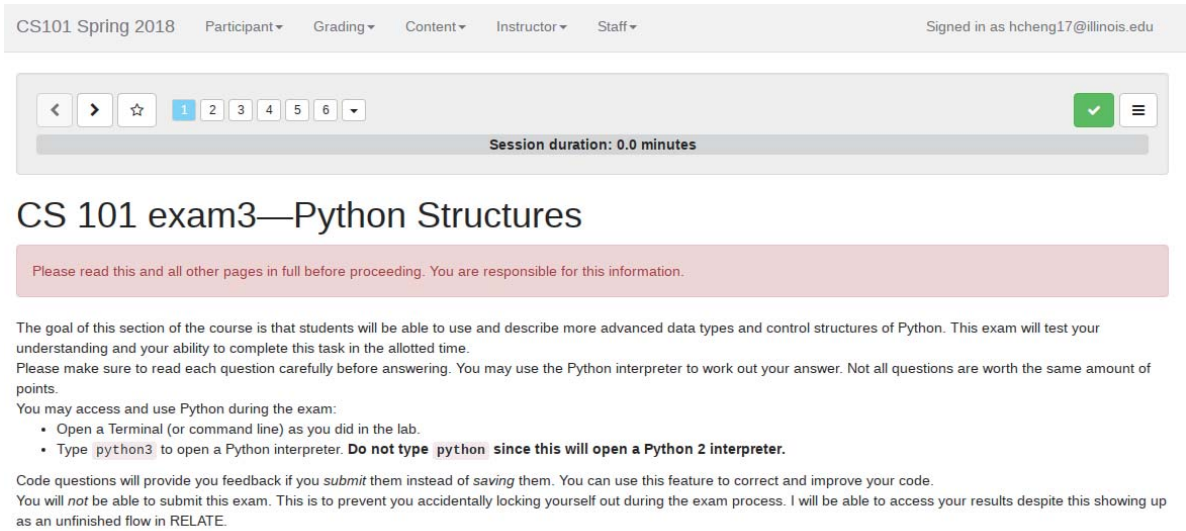 CS101 Spring 2018 Participant Grading Content Instructor Staff Signed in as hcheng17@illinois.edu
1 2 3 4 5 6
Session duration: 0.0 minutes
CS 101 exam3—Python Structures
Please read this and all other pages in full before proceeding. You are responsible for this information.
The goal of this section of the course is that students will be able to use and describe more advanced data types and control structures of Python. This exam will test your
understanding and your ability to complete this task in the allotted time.
Please make sure to read each question carefully before answering. You may use the Python interpreter to work out your answer. Not all questions are worth the same amount of
points.
You may access and use Python during the exam:
• Open a Terminal (or command line) as you did in the lab.
• Type python3 to open a Python interpreter. Do not type python since this will open a Python 2 interpreter.
Code questions will provide you feedback if you submit them instead of saving them. You can use this feature to correct and improve your code.
You will not be able to submit this exam. This is to prevent you accidentally locking yourself out during the exam process. I will be able to access your results despite this showing up
as an unfinished flow in RELATE.